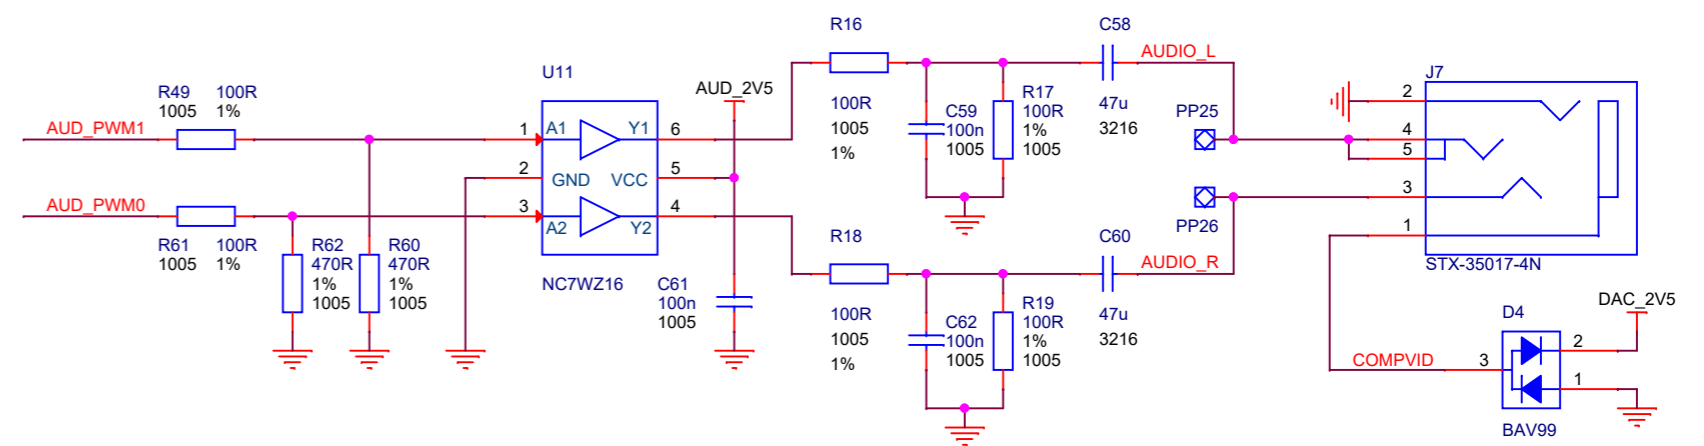 R49 100R
1005 1%
AUD_PWM1
AUD_PWM0
R61 100R
1005 1%
R62
470R
1%
1005
R60
470R
1%
1005
U11
1 A1 Y1 6
2 GND VCC 5
3 A2 Y2 4
NC7WZ16
AUD_2V5
C61
100n
1005
R16
100R
1005
1%
C59
100n
1005
R17
100R
1%
1005
C58
47u
3216
AUDIO_L
R18
100R
1005
1%
C62
100n
1005
R19
100R
1%
1005
C60
47u
3216
AUDIO_R
PP25
PP26
J7
2
4
5
3
1
STX-35017-4N
DAC_2V5
D4
COMPVID 3
2
1
BAV99